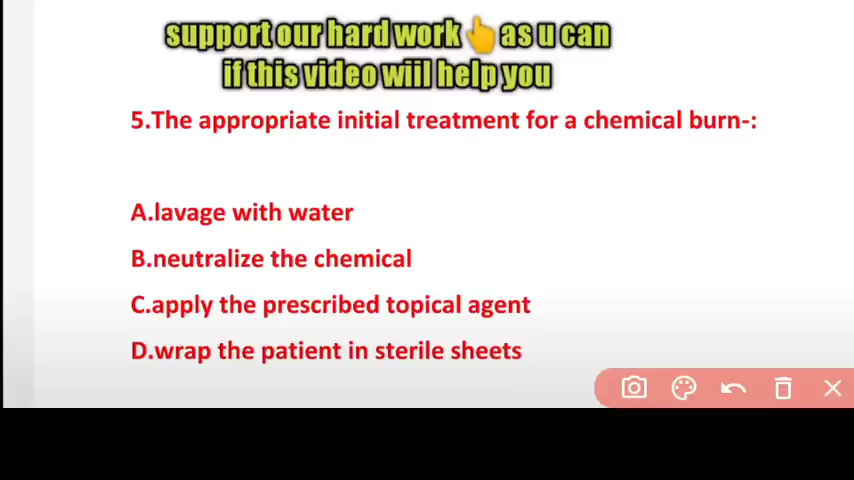 support our hard work 👆 as u can
if this video wiil help you
5.The appropriate initial treatment for a chemical burn-:
A.lavage with water
B.neutralize the chemical
C.apply the prescribed topical agent
D.wrap the patient in sterile sheets